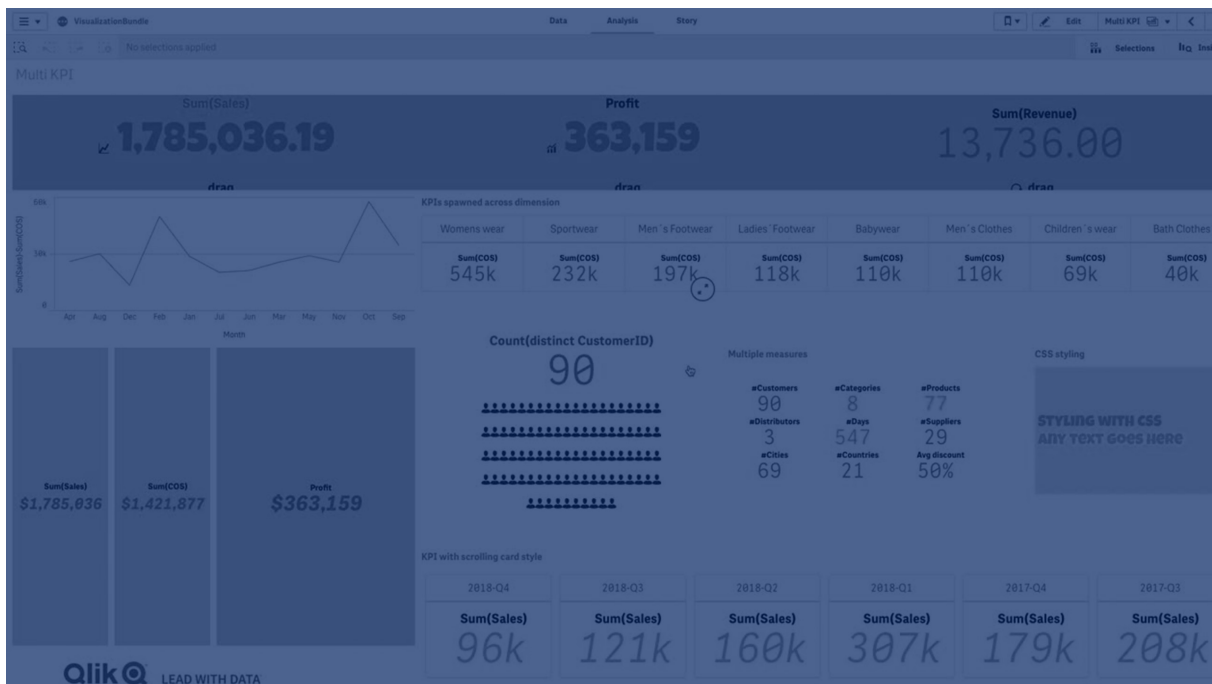 VisualizationBundle
Data
Analysis
Story
Edit
Multi KPI
No selections applied
Selections
Multi KPI
Sum(Sales)
1,785,036.19
drag
Profit
363,159
drag
Sum(Revenue)
13,736.00
drag
Sum(Sales)-Sum(COS)
0
Apr Aug Dec Feb Jan Jul Jun Mar May Nov Oct Sep
Month
KPIs spawned across dimension
Womens wear Sportwear Men´s Footwear Ladies´Footwear Babywear Men´s Clothes Children´s wear Bath Clothes
Sum(COS) Sum(COS) Sum(COS) Sum(COS) Sum(COS) Sum(COS) Sum(COS) Sum(COS)
545k 232k 197k 118k 110k 110k 69k 40k
Sum(Sales)
$1,785,036
Sum(COS)
$1,421,877
Profit
$363,159
Count(distinct CustomerID)
90
Multiple measures
#Customers #Categories #Products
90 8 77
#Distributors #Days #Suppliers
3 547 29
#Cities #Countries Avg discount
69 21 50%
CSS styling
STYLING WITH CSS
ANY TEXT GOES HERE
KPI with scrolling card style
2018-Q4 2018-Q3 2018-Q2 2018-Q1 2017-Q4 2017-Q3
Sum(Sales) Sum(Sales) Sum(Sales) Sum(Sales) Sum(Sales) Sum(Sales)
96k 121k 160k 307k 179k 208k
Qlik LEAD WITH DATA